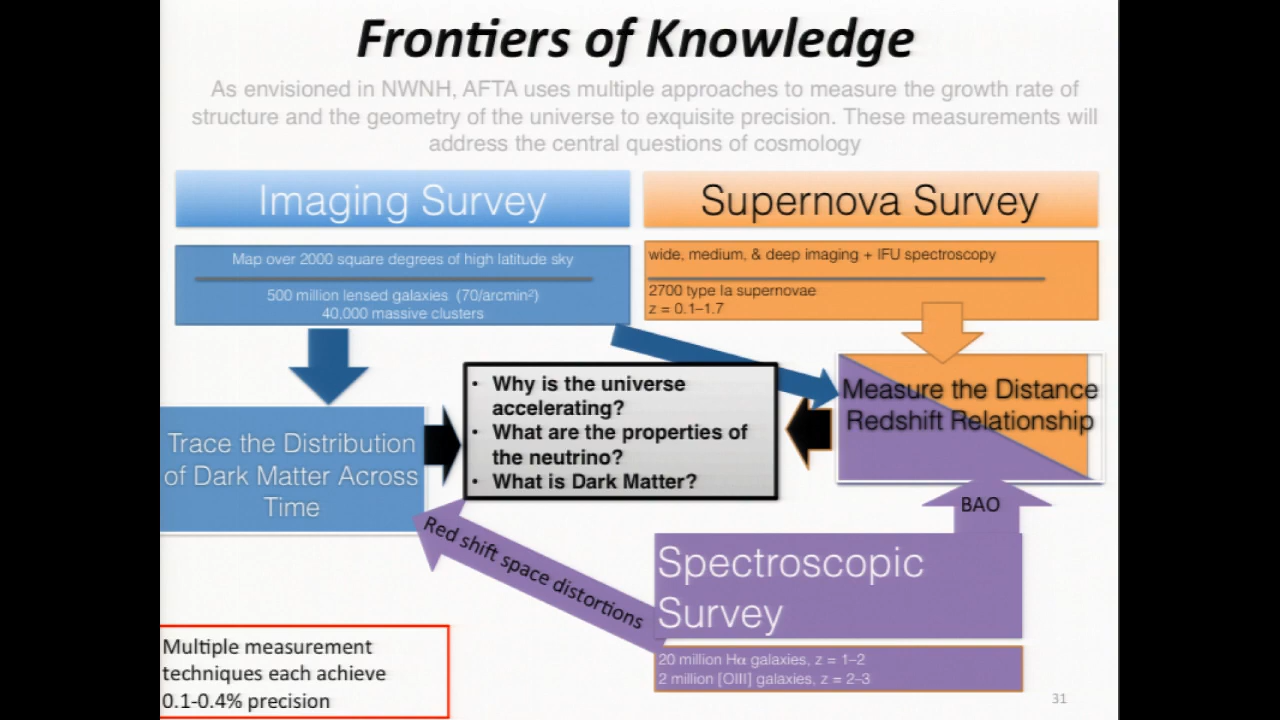 Frontiers of Knowledge
As envisioned in NWNH, AFTA uses multiple approaches to measure the growth rate of
structure and the geometry of the universe to exquisite precision. These measurements will
address the central questions of cosmology
Imaging Survey
Supernova Survey
Map over 2000 square degrees of high latitude sky
500 million lensed galaxies (70/arcmin²)
40,000 massive clusters
wide, medium, & deep imaging + IFU spectroscopy
2700 type Ia supernovae
z = 0.1–1.7
Trace the Distribution
of Dark Matter Across
Time
• Why is the universe
accelerating?
• What are the properties of
the neutrino?
• What is Dark Matter?
Measure the Distance
Redshift Relationship
BAO
Red shift space distortions
Spectroscopic
Survey
20 million Hα galaxies, z = 1–2
2 million [OIII] galaxies, z = 2–3
Multiple measurement
techniques each achieve
0.1-0.4% precision
31